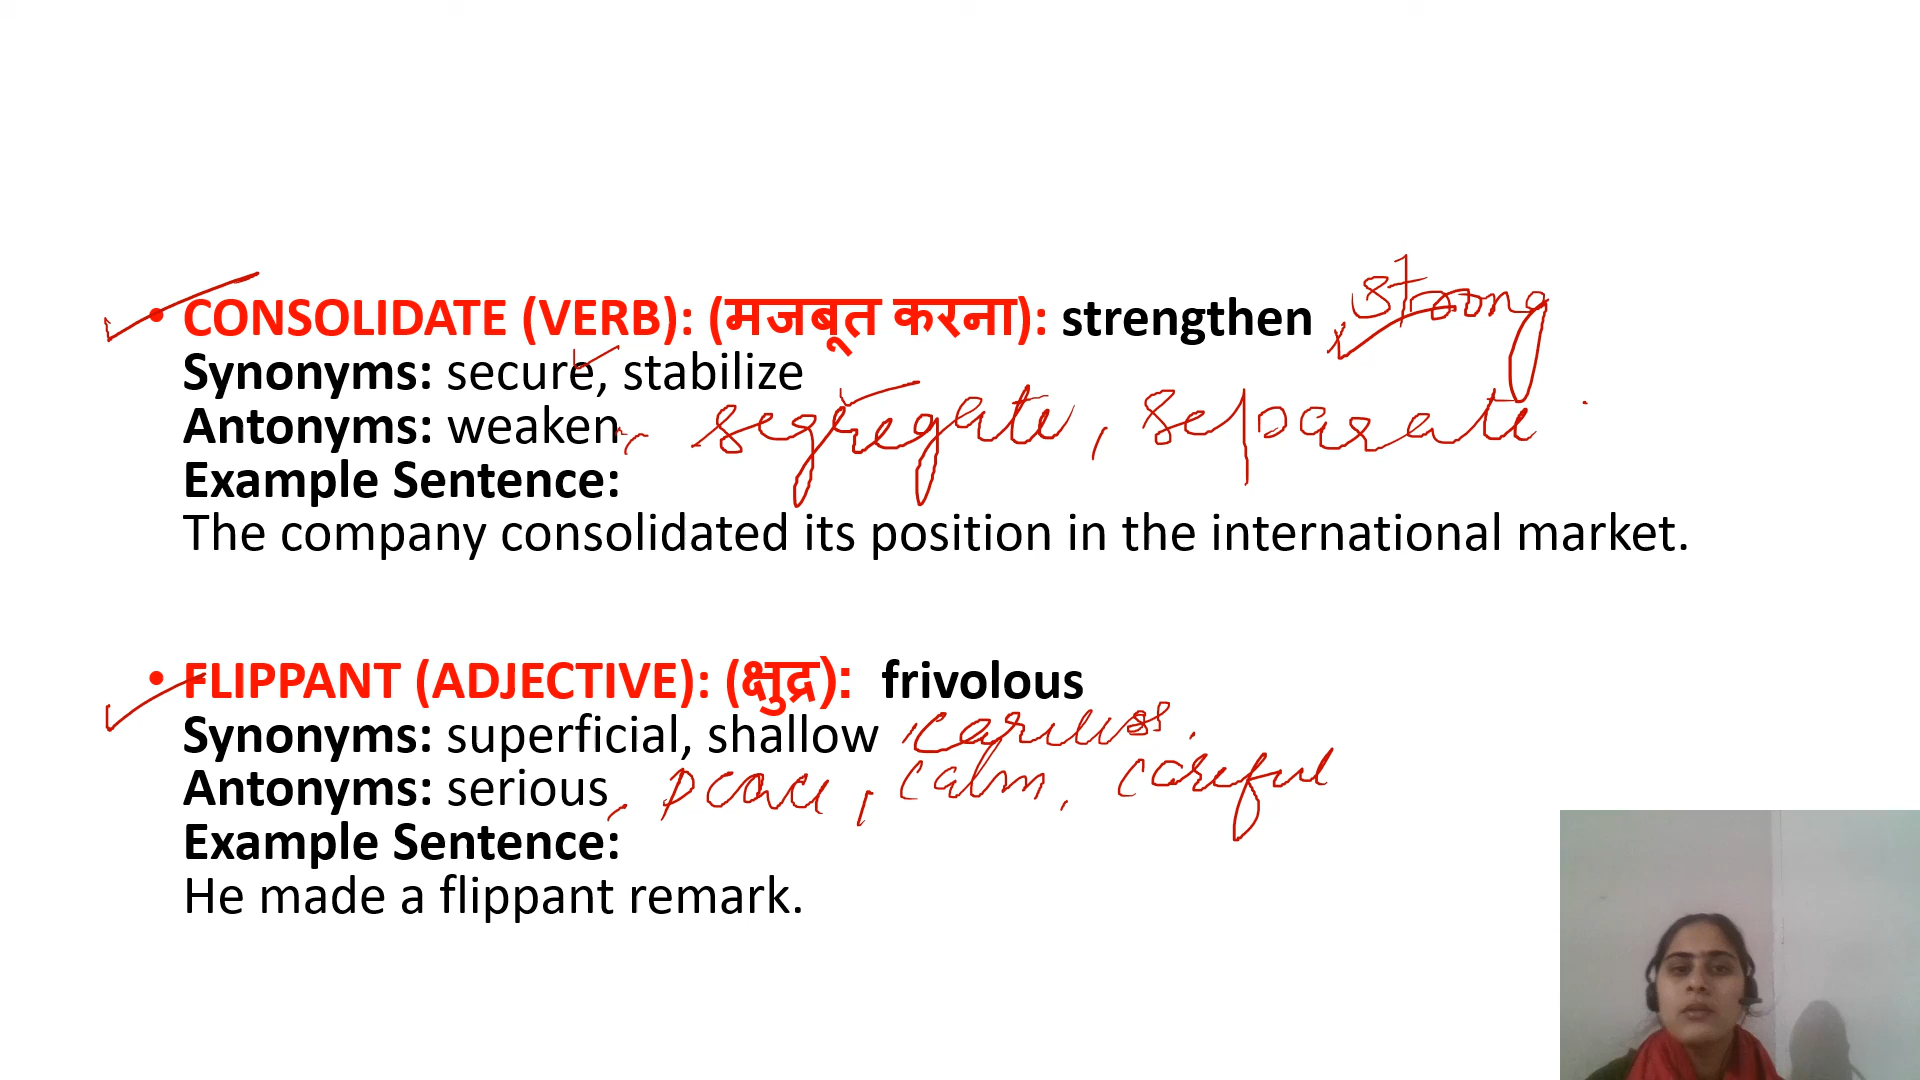 • CONSOLIDATE (VERB): (मजबूत करना): strengthen, strong
Synonyms: secure, stabilize
Antonyms: weaken, segregate, separate
Example Sentence:
The company consolidated its position in the international market.
• FLIPPANT (ADJECTIVE): (क्षुद्र): frivolous
Synonyms: superficial, shallow, careless.
Antonyms: serious, peace, calm, careful
Example Sentence:
He made a flippant remark.